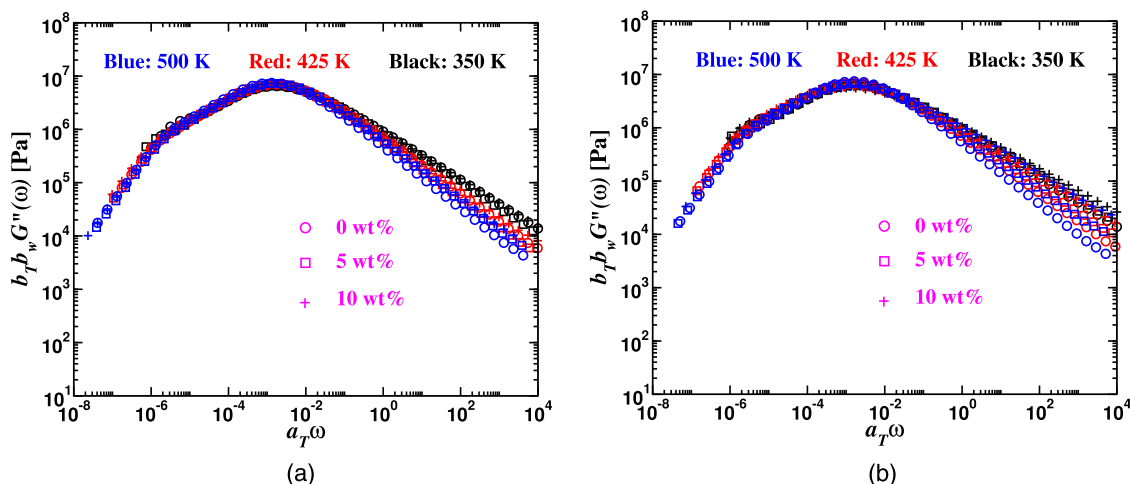 10^8
10^7
10^6
10^5
10^4
10^3
10^2
10^1
b_T b_w G"(ω) [Pa]
Blue: 500 K Red: 425 K Black: 350 K
0 wt%
5 wt%
10 wt%
10^-8 10^-6 10^-4 10^-2 10^0 10^2 10^4
a_T ω
(a)
10^8
10^7
10^6
10^5
10^4
10^3
10^2
10^1
b_T b_w G"(ω) [Pa]
Blue: 500 K Red: 425 K Black: 350 K
0 wt%
5 wt%
10 wt%
10^-8 10^-6 10^-4 10^-2 10^0 10^2 10^4
a_T ω
(b)